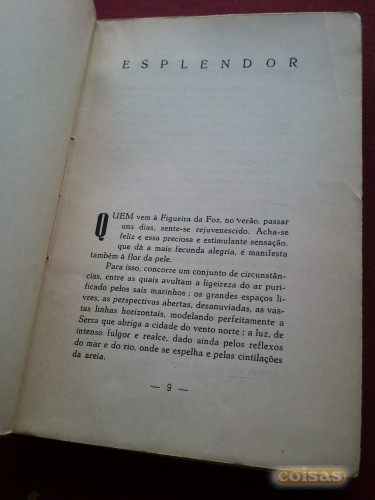 ESPLENDOR
QUEM vem à Figueira da Foz, no verão, passar
uns dias, sente-se rejuvenescido. Acha-se
feliz e essa preciosa e estimulante sensação,
que dá a mais fecunda alegria, é manifesta
também à flor da pele.
Para isso, concorre um conjunto de circunstân-
cias, entre as quais avultam a ligeireza do ar puri-
ficado pelos sais marinhos ; os grandes espaços li-
vres, as perspectivas abertas, desanuviadas, as vas-
tas linhas horizontais, modelando perfeitamente a
Serra que abriga a cidade do vento norte ; a luz, de
intenso fulgor e realce, dado ainda pelos reflexos
do mar e do rio, onde se espelha e pelas cintilações
da areia.
— 9 —
coisas